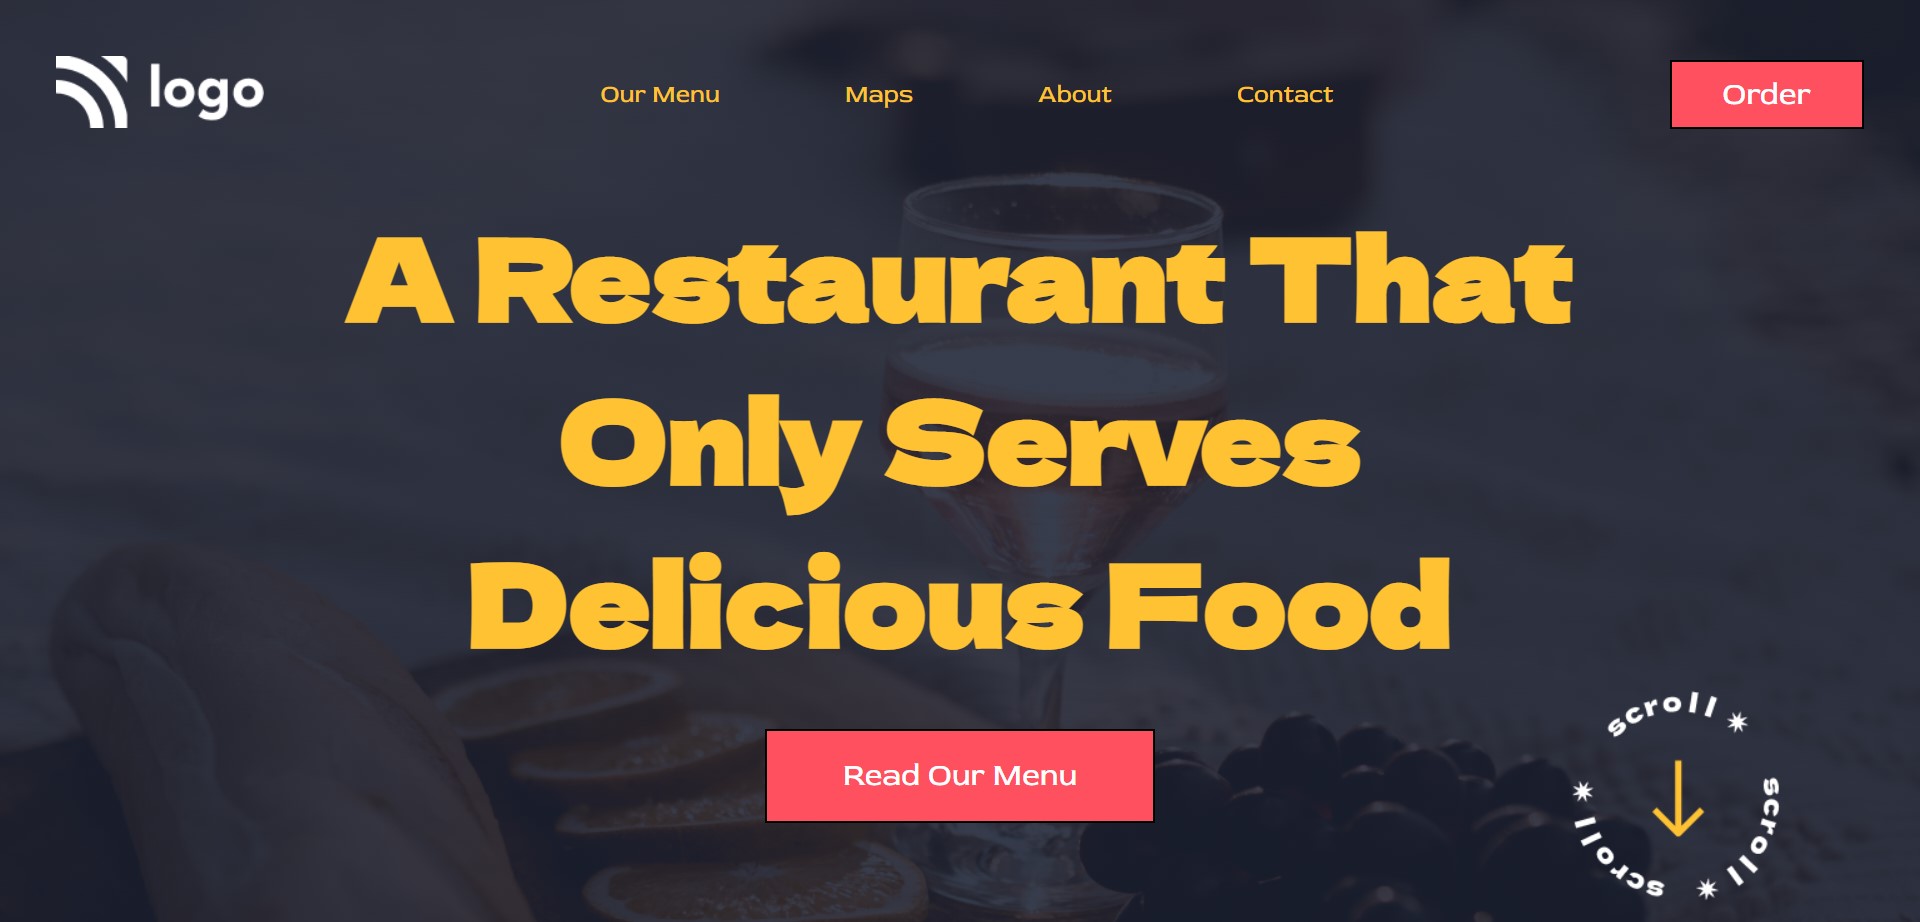 logo
Our Menu
Maps
About
Contact
Order
A Restaurant That
Only Serves
Delicious Food
Read Our Menu
scroll
scroll
scroll